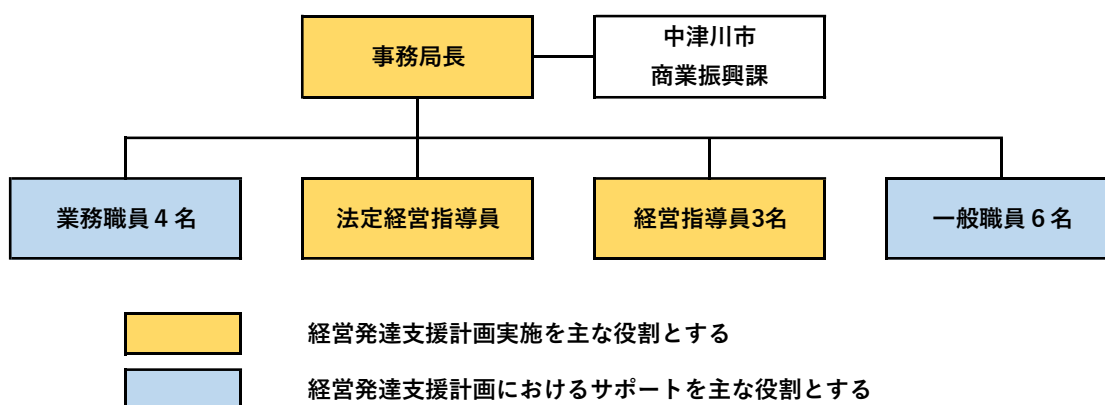 事務局長
中津川市
商業振興課
業務職員４名
法定経営指導員
経営指導員3名
一般職員６名
経営発達支援計画実施を主な役割とする
経営発達支援計画におけるサポートを主な役割とする